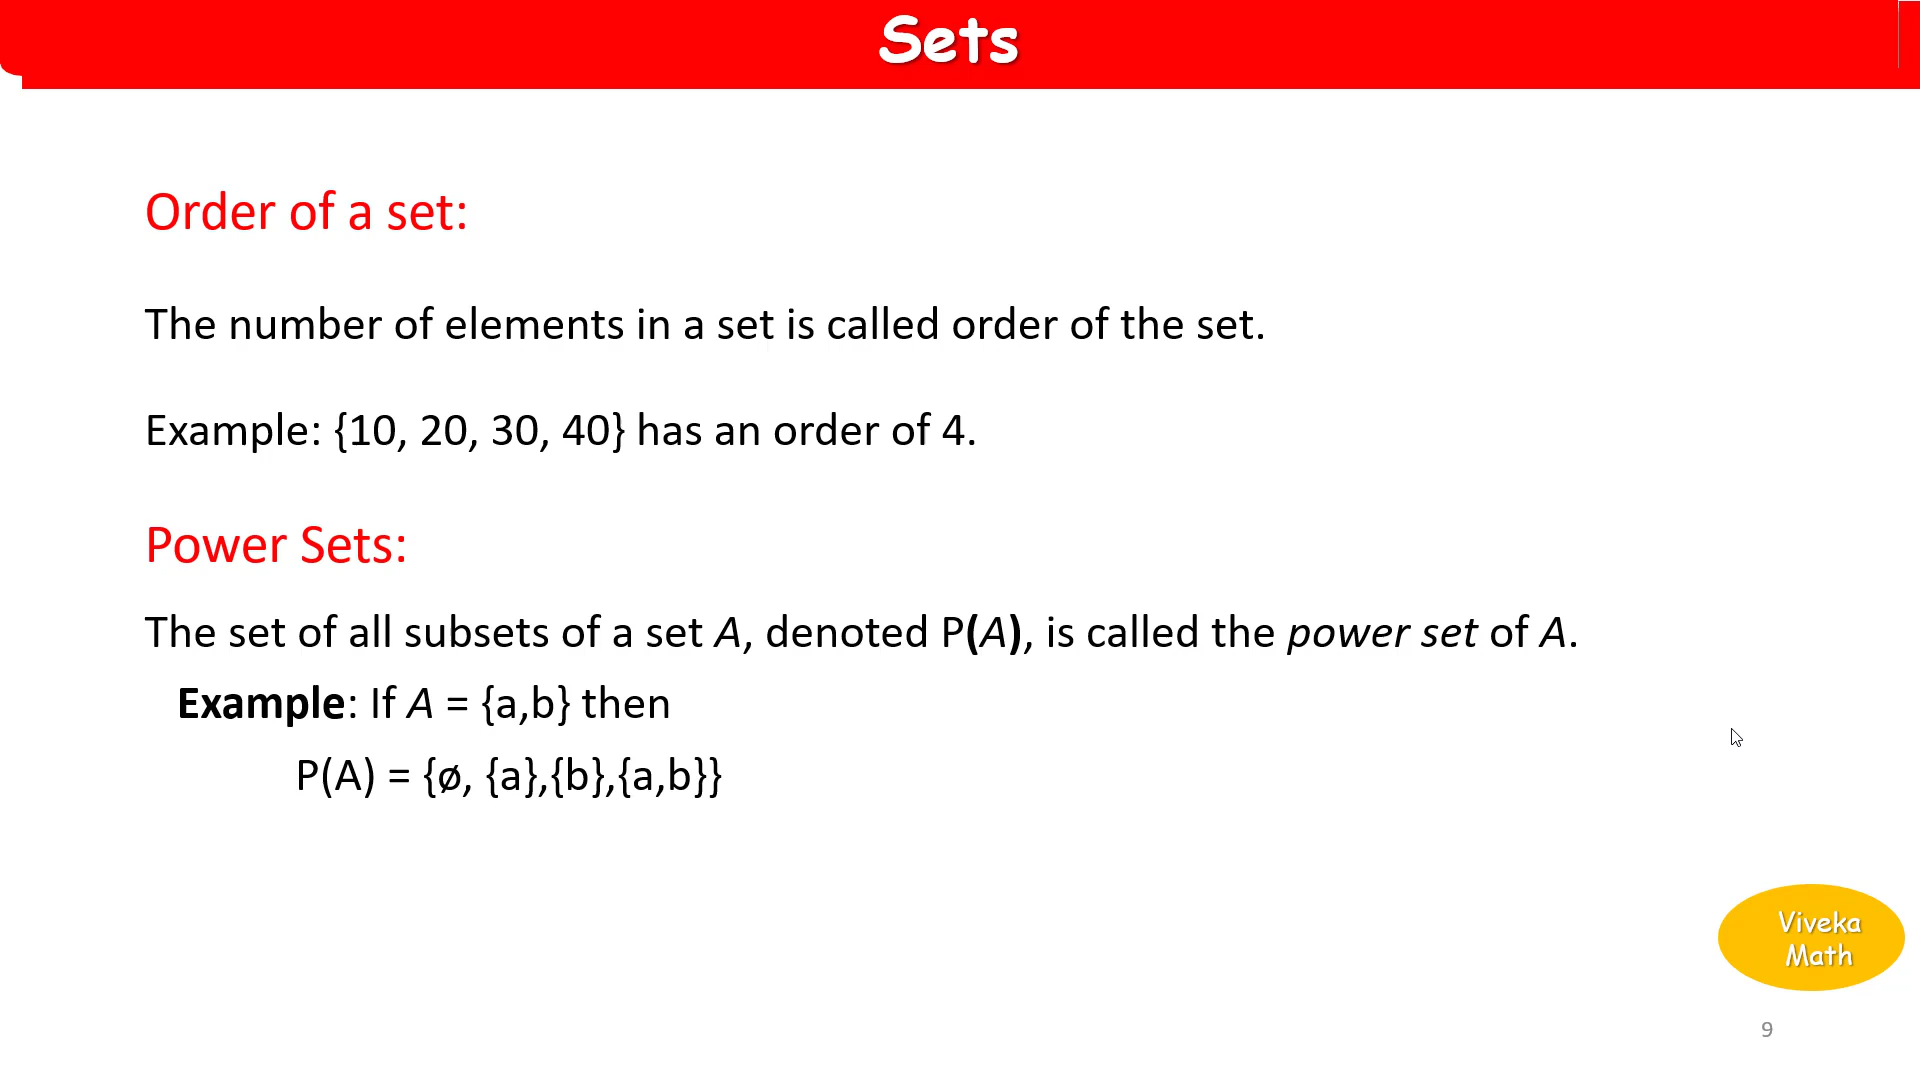 Sets
Order of a set:
The number of elements in a set is called order of the set.
Example: {10, 20, 30, 40} has an order of 4.
Power Sets:
The set of all subsets of a set A, denoted P(A), is called the power set of A.
Example: If A = {a,b} then
P(A) = {ø, {a},{b},{a,b}}
Viveka
Math
9